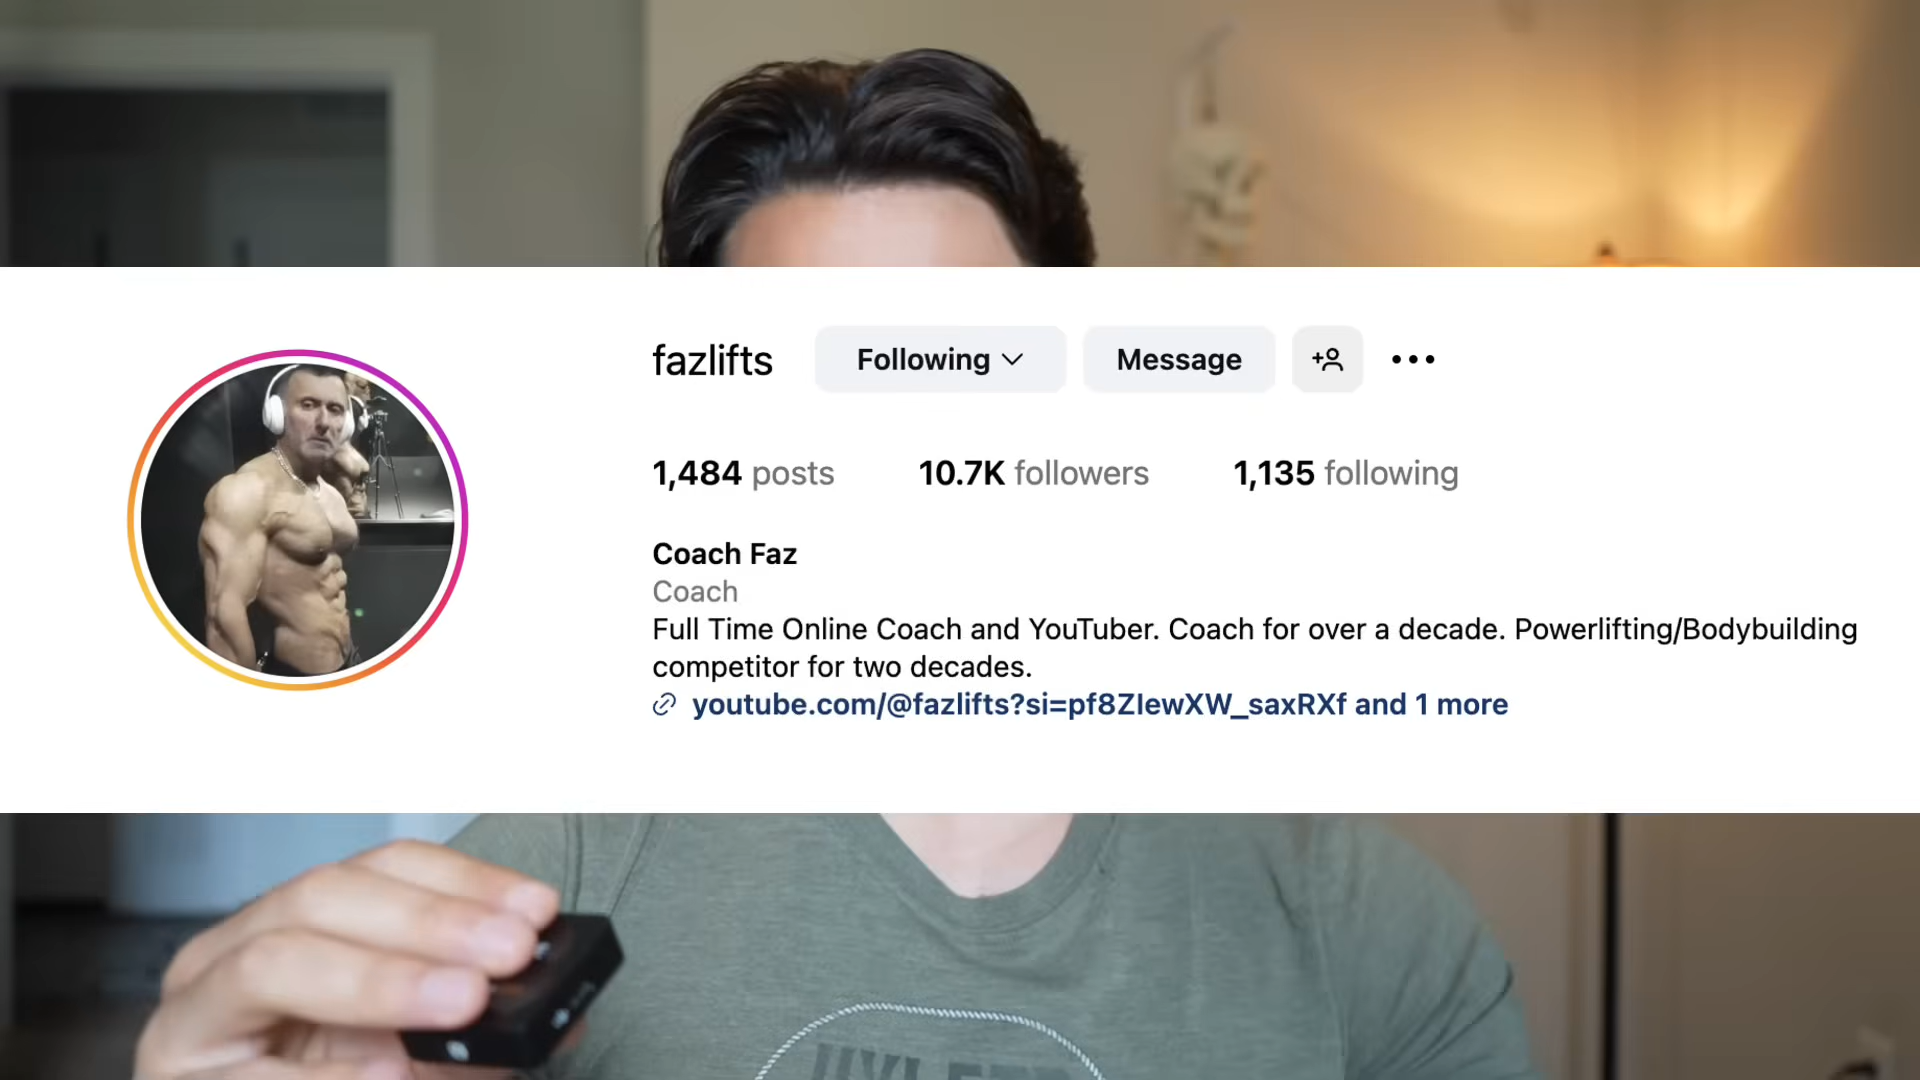 fazlifts Following Message
1,484 posts 10.7K followers 1,135 following
Coach Faz
Coach
Full Time Online Coach and YouTuber. Coach for over a decade. Powerlifting/Bodybuilding
competitor for two decades.
youtube.com/@fazlifts?si=pf8ZIewXW_saxRXf and 1 more